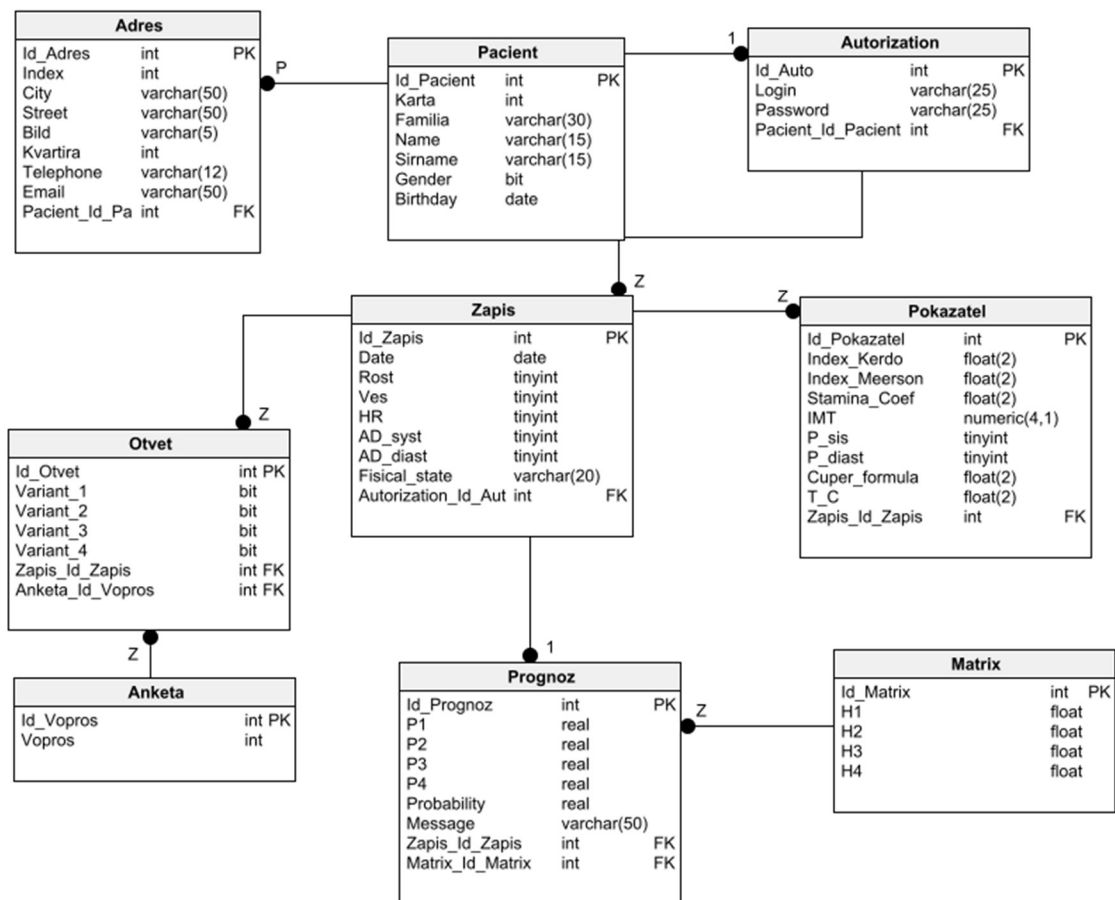 Adres
Id_Adres int PK
Index int
City varchar(50)
Street varchar(50)
Bild varchar(5)
Kvartira int
Telephone varchar(12)
Email varchar(50)
Pacient_Id_Pa int FK
P
Pacient
Id_Pacient int PK
Karta int
Familia varchar(30)
Name varchar(15)
Sirname varchar(15)
Gender bit
Birthday date
1
Autorization
Id_Auto int PK
Login varchar(25)
Password varchar(25)
Pacient_Id_Pacient int FK
Z
Zapis
Id_Zapis int PK
Date date
Rost tinyint
Ves tinyint
HR tinyint
AD_syst tinyint
AD_diast tinyint
Fisical_state varchar(20)
Autorization_Id_Aut int FK
Z
Pokazatel
Id_Pokazatel int PK
Index_Kerdo float(2)
Index_Meerson float(2)
Stamina_Coef float(2)
IMT numeric(4,1)
P_sis tinyint
P_diast tinyint
Cuper_formula float(2)
T_C float(2)
Zapis_Id_Zapis int FK
Z
Otvet
Id_Otvet int PK
Variant_1 bit
Variant_2 bit
Variant_3 bit
Variant_4 bit
Zapis_Id_Zapis int FK
Anketa_Id_Vopros int FK
Z
Anketa
Id_Vopros int PK
Vopros int
1
Prognoz
Id_Prognoz int PK
P1 real
P2 real
P3 real
P4 real
Probability real
Message varchar(50)
Zapis_Id_Zapis int FK
Matrix_Id_Matrix int FK
Z
Matrix
Id_Matrix int PK
H1 float
H2 float
H3 float
H4 float